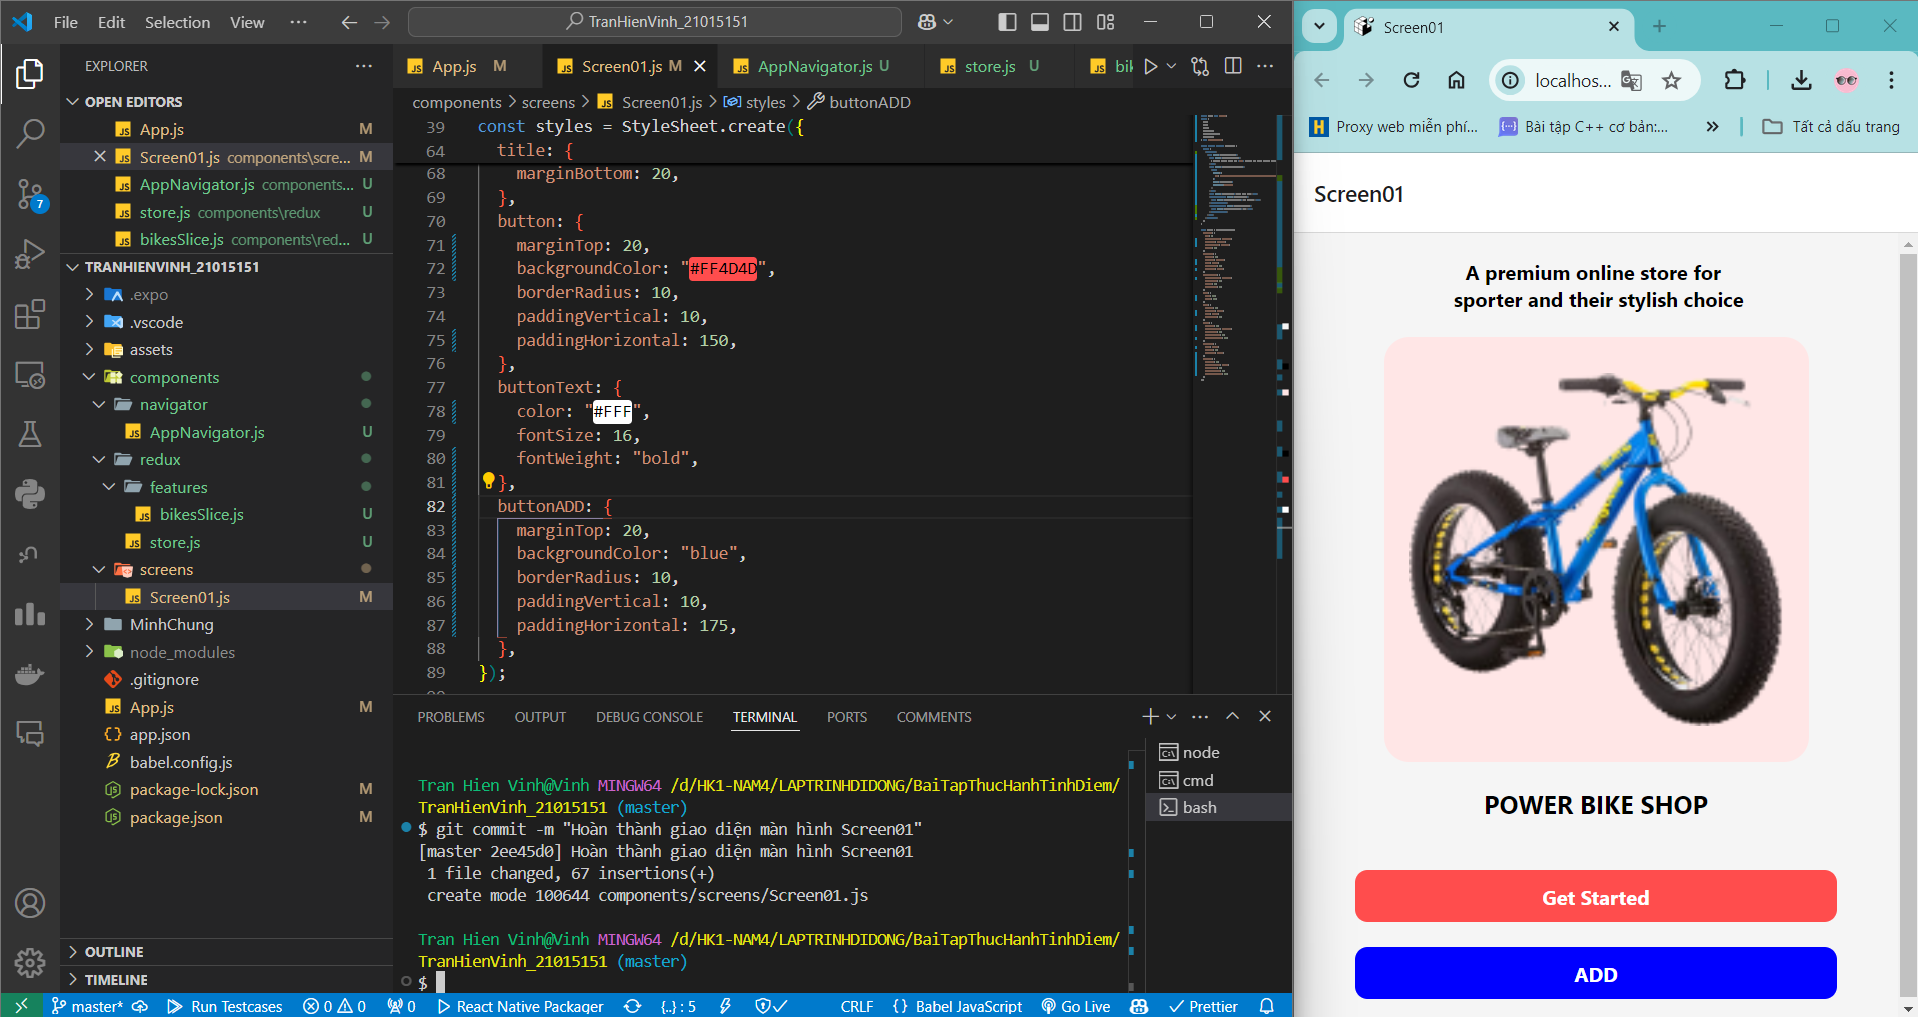 File Edit Selection View ··· TranHienVinh_21015151
EXPLORER
OPEN EDITORS
App.js M
Screen01.js components\scre... M
AppNavigator.js components... U
store.js components\redux U
bikesSlice.js components\red... U
TRANHIENVINH_21015151
.expo
.vscode
assets
components
navigator
AppNavigator.js U
redux
features
bikesSlice.js U
store.js U
screens
Screen01.js M
MinhChung
node_modules
.gitignore
App.js M
app.json
babel.config.js
package-lock.json M
package.json M
OUTLINE
TIMELINE
7
App.js M Screen01.js M AppNavigator.js U store.js U bik
components > screens > Screen01.js > styles > buttonADD
39 const styles = StyleSheet.create({
64 title: {
68 marginBottom: 20,
69 },
70 button: {
71 marginTop: 20,
72 backgroundColor: "#FF4D4D",
73 borderRadius: 10,
74 paddingVertical: 10,
75 paddingHorizontal: 150,
76 },
77 buttonText: {
78 color: "#FFF",
79 fontSize: 16,
80 fontWeight: "bold",
81 },
82 buttonADD: {
83 marginTop: 20,
84 backgroundColor: "blue",
85 borderRadius: 10,
86 paddingVertical: 10,
87 paddingHorizontal: 175,
88 },
89 });
PROBLEMS OUTPUT DEBUG CONSOLE TERMINAL PORTS COMMENTS
Tran Hien Vinh@Vinh MINGW64 /d/HK1-NAM4/LAPTRINHDIDONG/BaiTapThucHanhTinhDiem/
TranHienVinh_21015151 (master)
$ git commit -m "Hoàn thành giao diện màn hình Screen01"
[master 2ee45d0] Hoàn thành giao diện màn hình Screen01
1 file changed, 67 insertions(+)
create mode 100644 components/screens/Screen01.js
Tran Hien Vinh@Vinh MINGW64 /d/HK1-NAM4/LAPTRINHDIDONG/BaiTapThucHanhTinhDiem/
TranHienVinh_21015151 (master)
$
node
cmd
bash
master* Run Testcases 0 0 0 React Native Packager {..} : 5 CRLF {} Babel JavaScript Go Live Prettier
Screen01
localhos...
Proxy web miễn phí... Bài tập C++ cơ bản:... Tất cả dấu trang
Screen01
A premium online store for
sporter and their stylish choice
POWER BIKE SHOP
Get Started
ADD